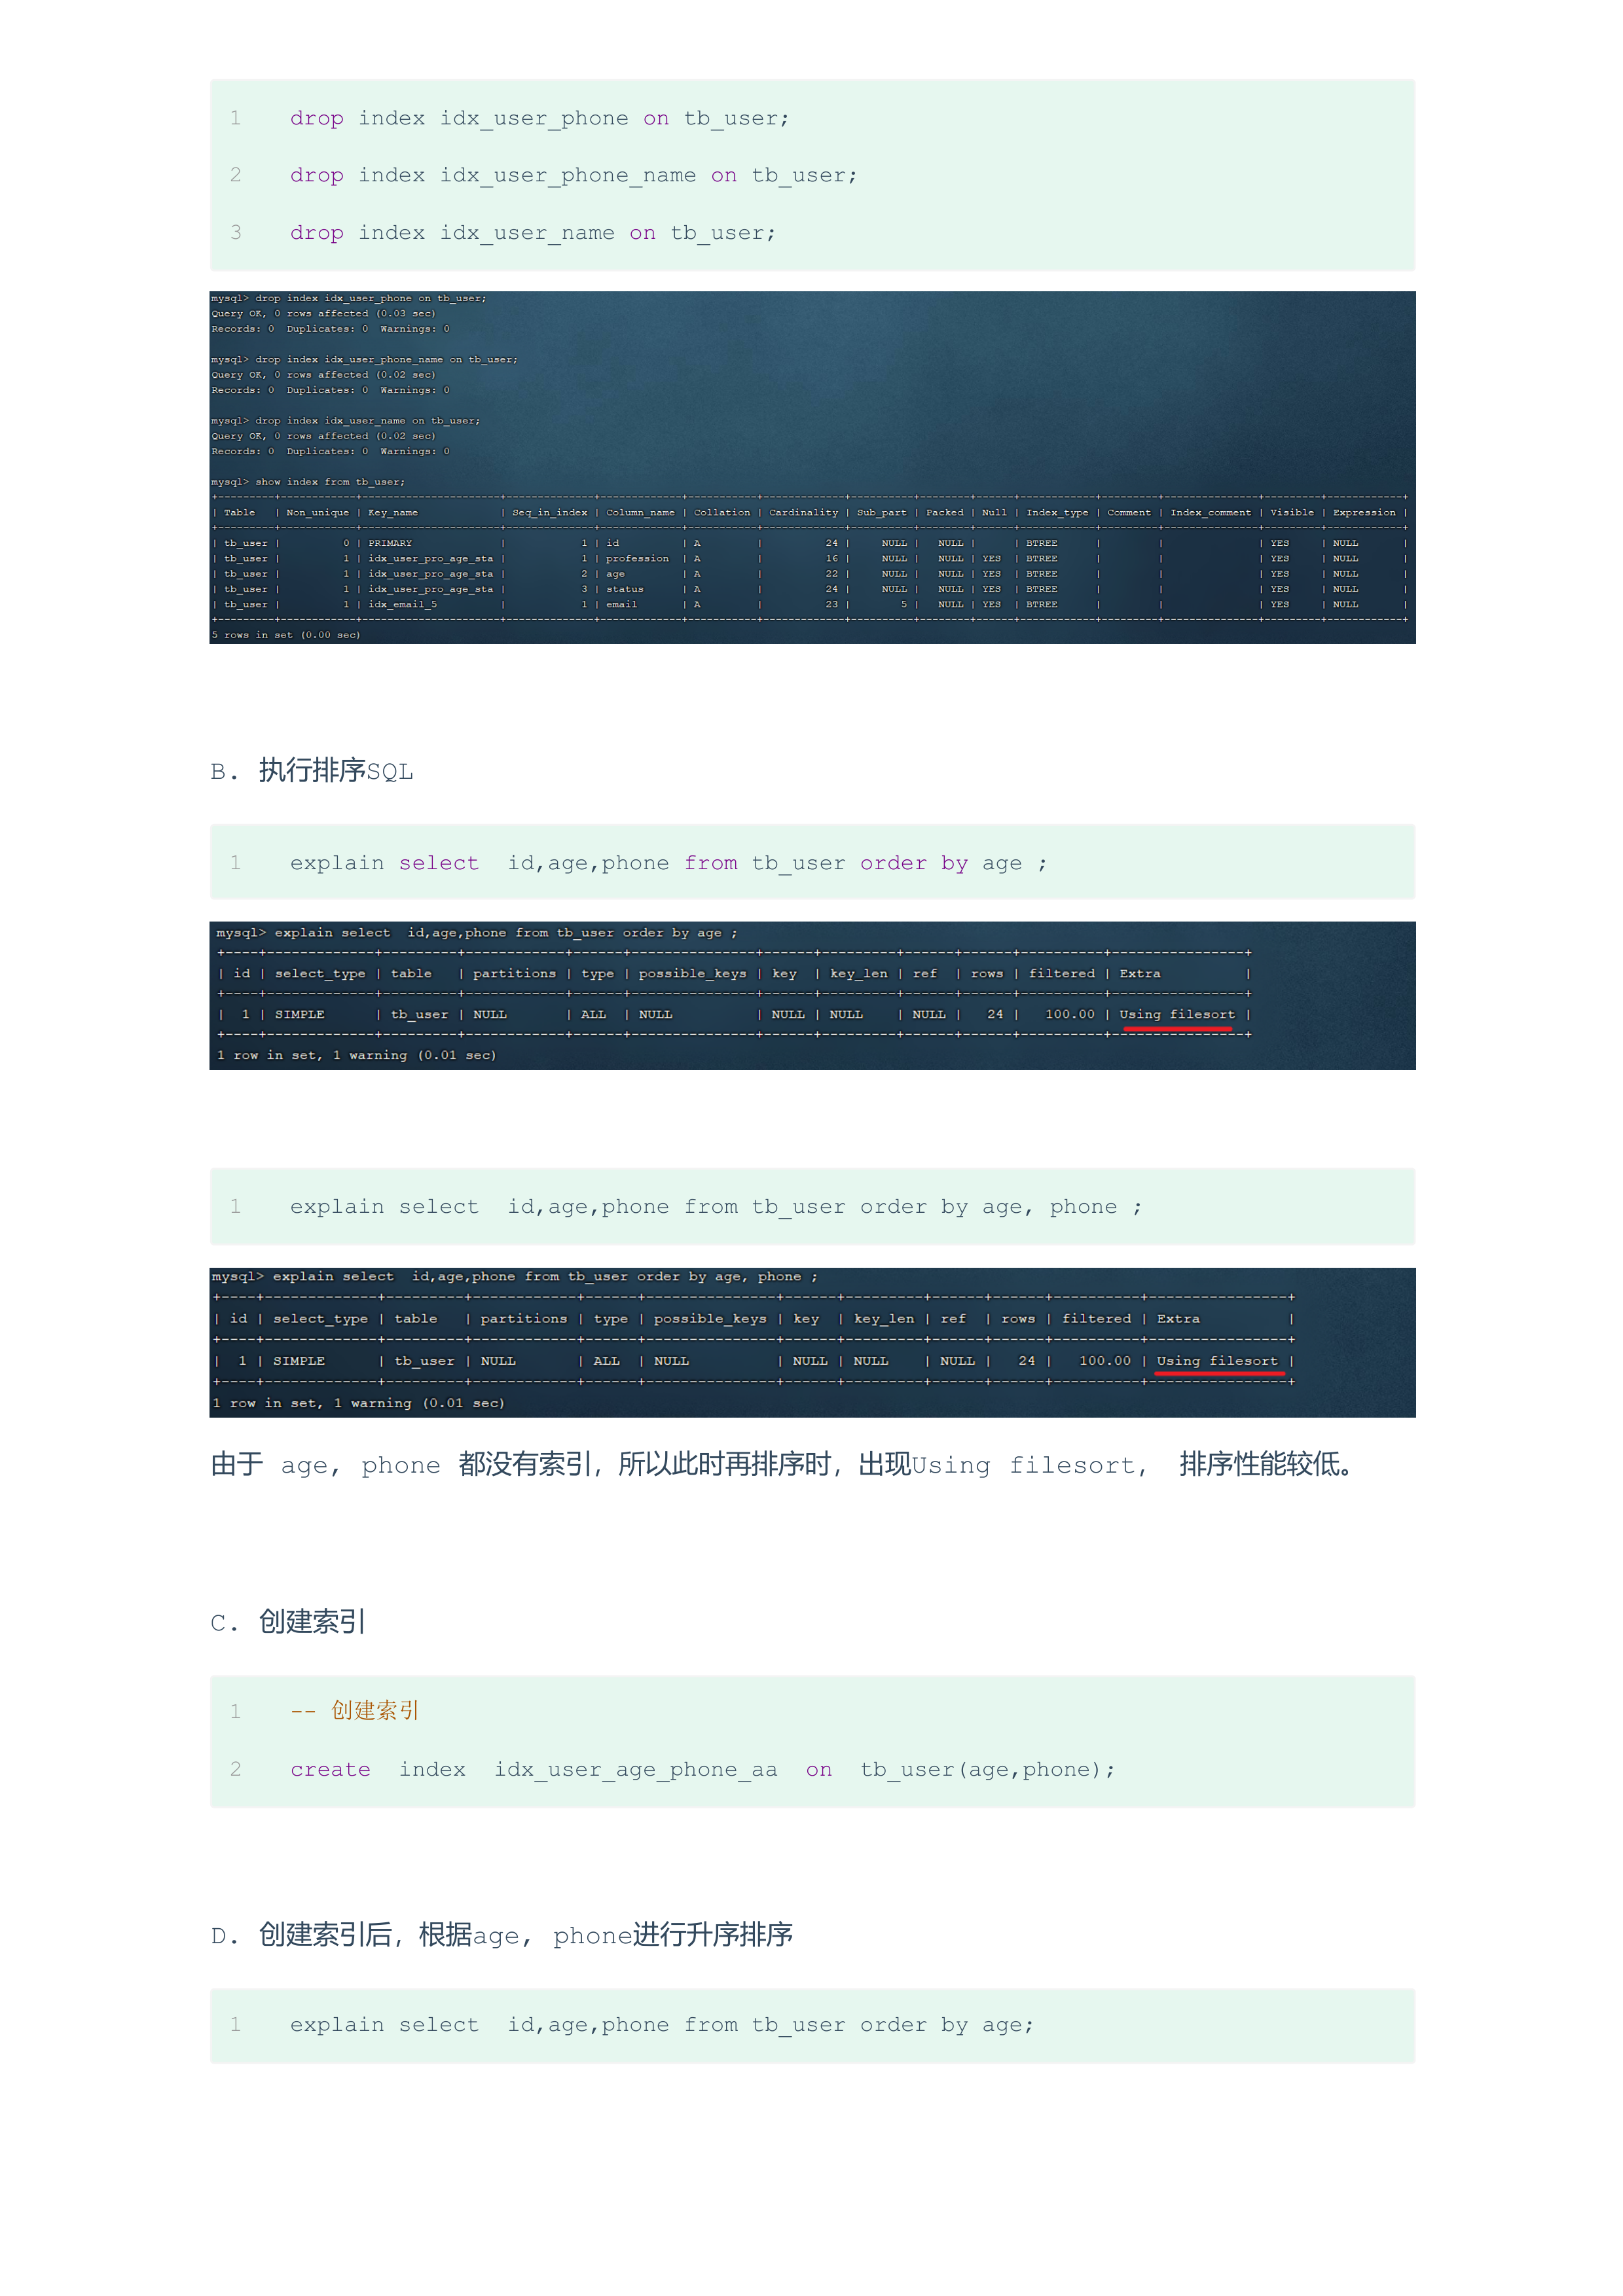 1 drop index idx_user_phone on tb_user;
2 drop index idx_user_phone_name on tb_user;
3 drop index idx_user_name on tb_user;
mysql> drop index idx_user_phone on tb_user;
Query OK, 0 rows affected (0.03 sec)
Records: 0  Duplicates: 0  Warnings: 0
mysql> drop index idx_user_phone_name on tb_user;
Query OK, 0 rows affected (0.02 sec)
Records: 0  Duplicates: 0  Warnings: 0
mysql> drop index idx_user_name on tb_user;
Query OK, 0 rows affected (0.02 sec)
Records: 0  Duplicates: 0  Warnings: 0
mysql> show index from tb_user;
| Table | Non_unique | Key_name | Seq_in_index | Column_name | Collation | Cardinality | Sub_part | Packed | Null | Index_type | Comment | Index_comment | Visible | Expression |
| tb_user | 0 | PRIMARY | 1 | id | A | 24 | NULL | NULL | | BTREE | | | YES | NULL |
| tb_user | 1 | idx_user_pro_age_sta | 1 | profession | A | 16 | NULL | NULL | YES | BTREE | | | YES | NULL |
| tb_user | 1 | idx_user_pro_age_sta | 2 | age | A | 22 | NULL | NULL | YES | BTREE | | | YES | NULL |
| tb_user | 1 | idx_user_pro_age_sta | 3 | status | A | 24 | NULL | NULL | YES | BTREE | | | YES | NULL |
| tb_user | 1 | idx_email_5 | 1 | email | A | 23 | 5 | NULL | YES | BTREE | | | YES | NULL |
5 rows in set (0.00 sec)
B. 执行排序SQL
1 explain select  id,age,phone from tb_user order by age ;
mysql> explain select  id,age,phone from tb_user order by age ;
| id | select_type | table | partitions | type | possible_keys | key | key_len | ref | rows | filtered | Extra |
| 1 | SIMPLE | tb_user | NULL | ALL | NULL | NULL | NULL | NULL | 24 | 100.00 | Using filesort |
1 row in set, 1 warning (0.01 sec)
1 explain select  id,age,phone from tb_user order by age, phone ;
mysql> explain select  id,age,phone from tb_user order by age, phone ;
| id | select_type | table | partitions | type | possible_keys | key | key_len | ref | rows | filtered | Extra |
| 1 | SIMPLE | tb_user | NULL | ALL | NULL | NULL | NULL | NULL | 24 | 100.00 | Using filesort |
1 row in set, 1 warning (0.01 sec)
由于 age, phone 都没有索引，所以此时再排序时，出现Using filesort， 排序性能较低。
C. 创建索引
1 -- 创建索引
2 create  index  idx_user_age_phone_aa  on  tb_user(age,phone);
D. 创建索引后，根据age, phone进行升序排序
1 explain select  id,age,phone from tb_user order by age;